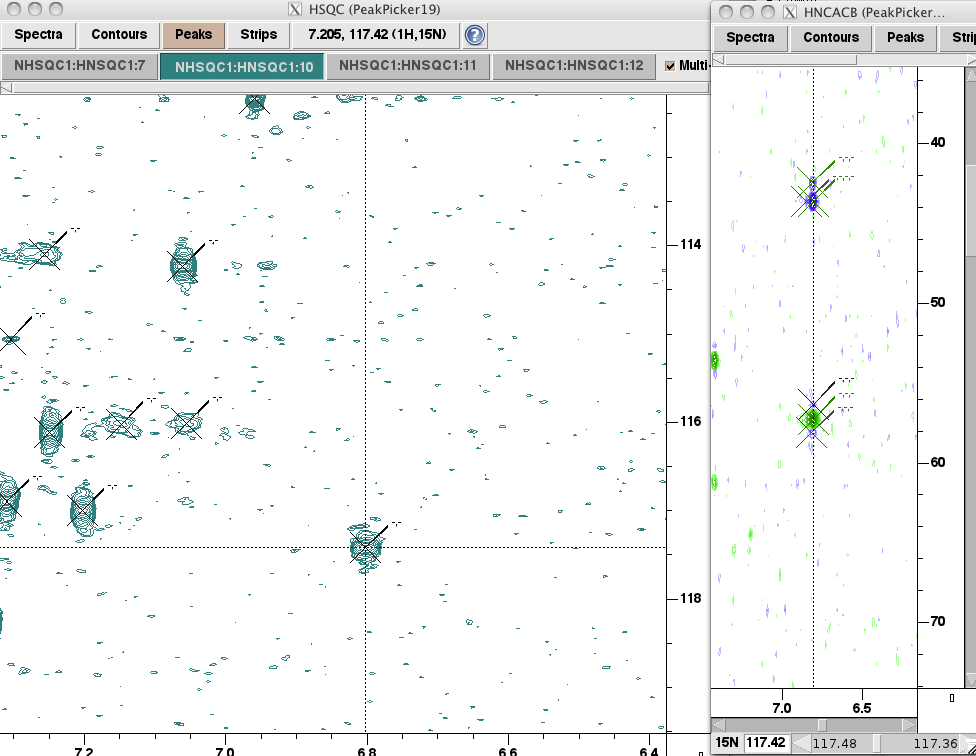 HSQC (PeakPicker19)
Spectra Contours Peaks Strips 7.205, 117.42 (1H,15N) ?
NHSQC1:HNSQC1:7 NHSQC1:HNSQC1:10 NHSQC1:HNSQC1:11 NHSQC1:HNSQC1:12 Multi-
114
116
118
7.2 7.0 6.8 6.6 6.4
HNCACB (PeakPicker...
Spectra Contours Peaks Strip
40
50
60
70
7.0 6.5
15N 117.42 117.48 117.36